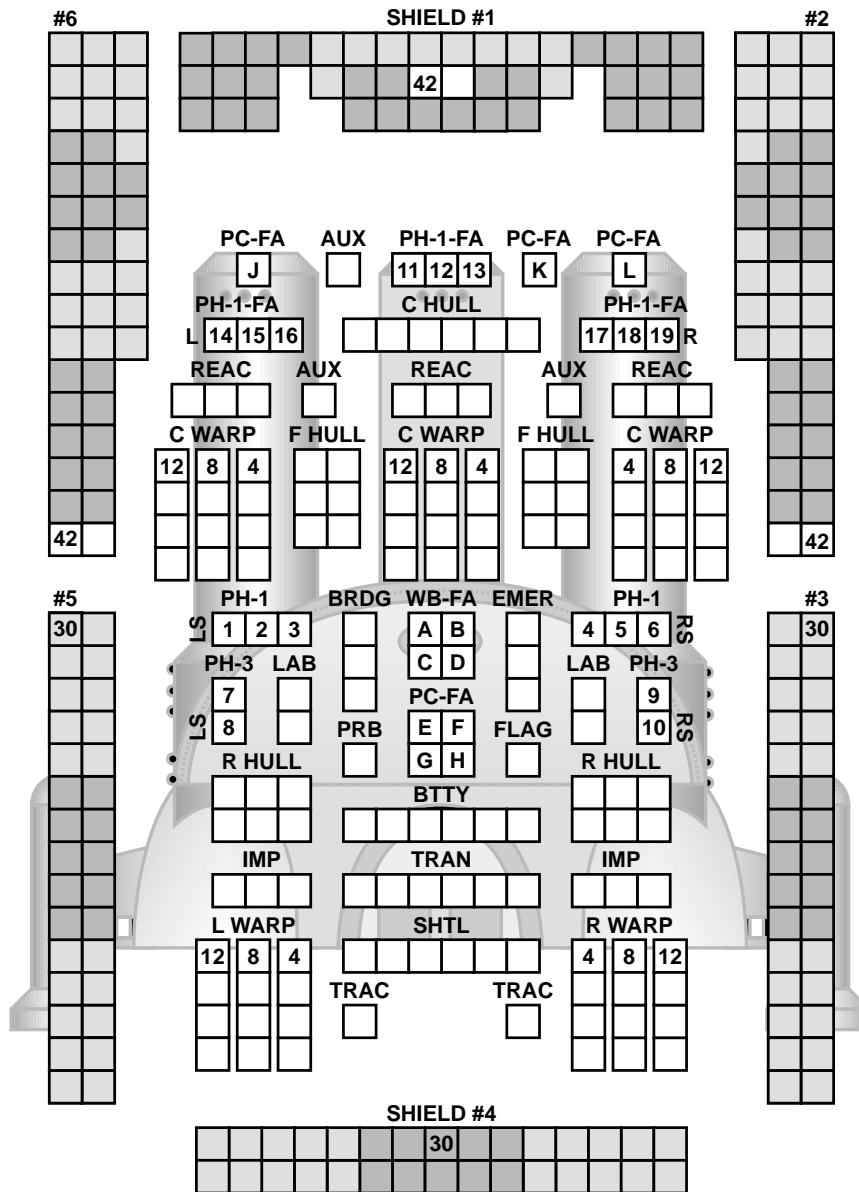 #6 SHIELD #1 #2
42
PC-FA AUX PH-1-FA PC-FA PC-FA
J 11 12 13 K L
PH-1-FA C HULL PH-1-FA
L 14 15 16 17 18 19 R
REAC AUX REAC AUX REAC
C WARP F HULL C WARP F HULL C WARP
12 8 4 12 8 4 4 8 12
42 42
#5 PH-1 BRDG WB-FA EMER PH-1 #3
30 LS 1 2 3 A B 4 5 6 RS 30
PH-3 LAB C D LAB PH-3
7 PC-FA 9
LS 8 PRB E F FLAG 10 RS
R HULL G H R HULL
BTTY
IMP TRAN IMP
L WARP SHTL R WARP
12 8 4 4 8 12
TRAC TRAC
SHIELD #4
30